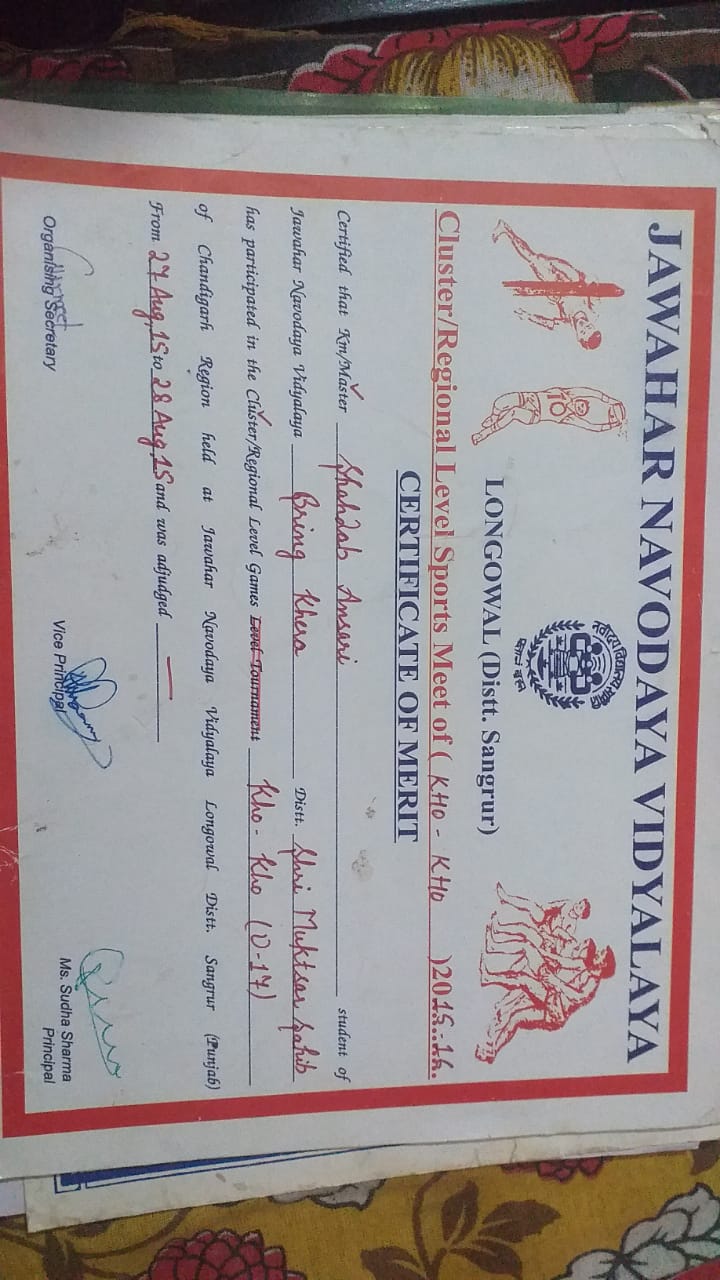 JAWAHAR NAVODAYA VIDYALAYA
LONGOWAL (Distt. Sangrur)
Cluster/Regional Level Sports Meet of ( KHO - KHO )2015..16.
CERTIFICATE OF MERIT
Certified that Km/Master Shahdab Ansari student of
Jawahar Navodaya Vidyalaya Bring Khera Distt. Shri Muktsar Sahib
has participated in the Cluster/Regional Level Games Level Tournament Kho - Kho (U-17)
of Chandigarh Region held at Jawahar Navodaya Vidyalaya Longowal Distt. Sangrur (Punjab)
From 27 Aug,15 to 28 Aug,15 and was adjudged —
Organising Secretary
Vice Principal
Ms. Sudha Sharma
Principal